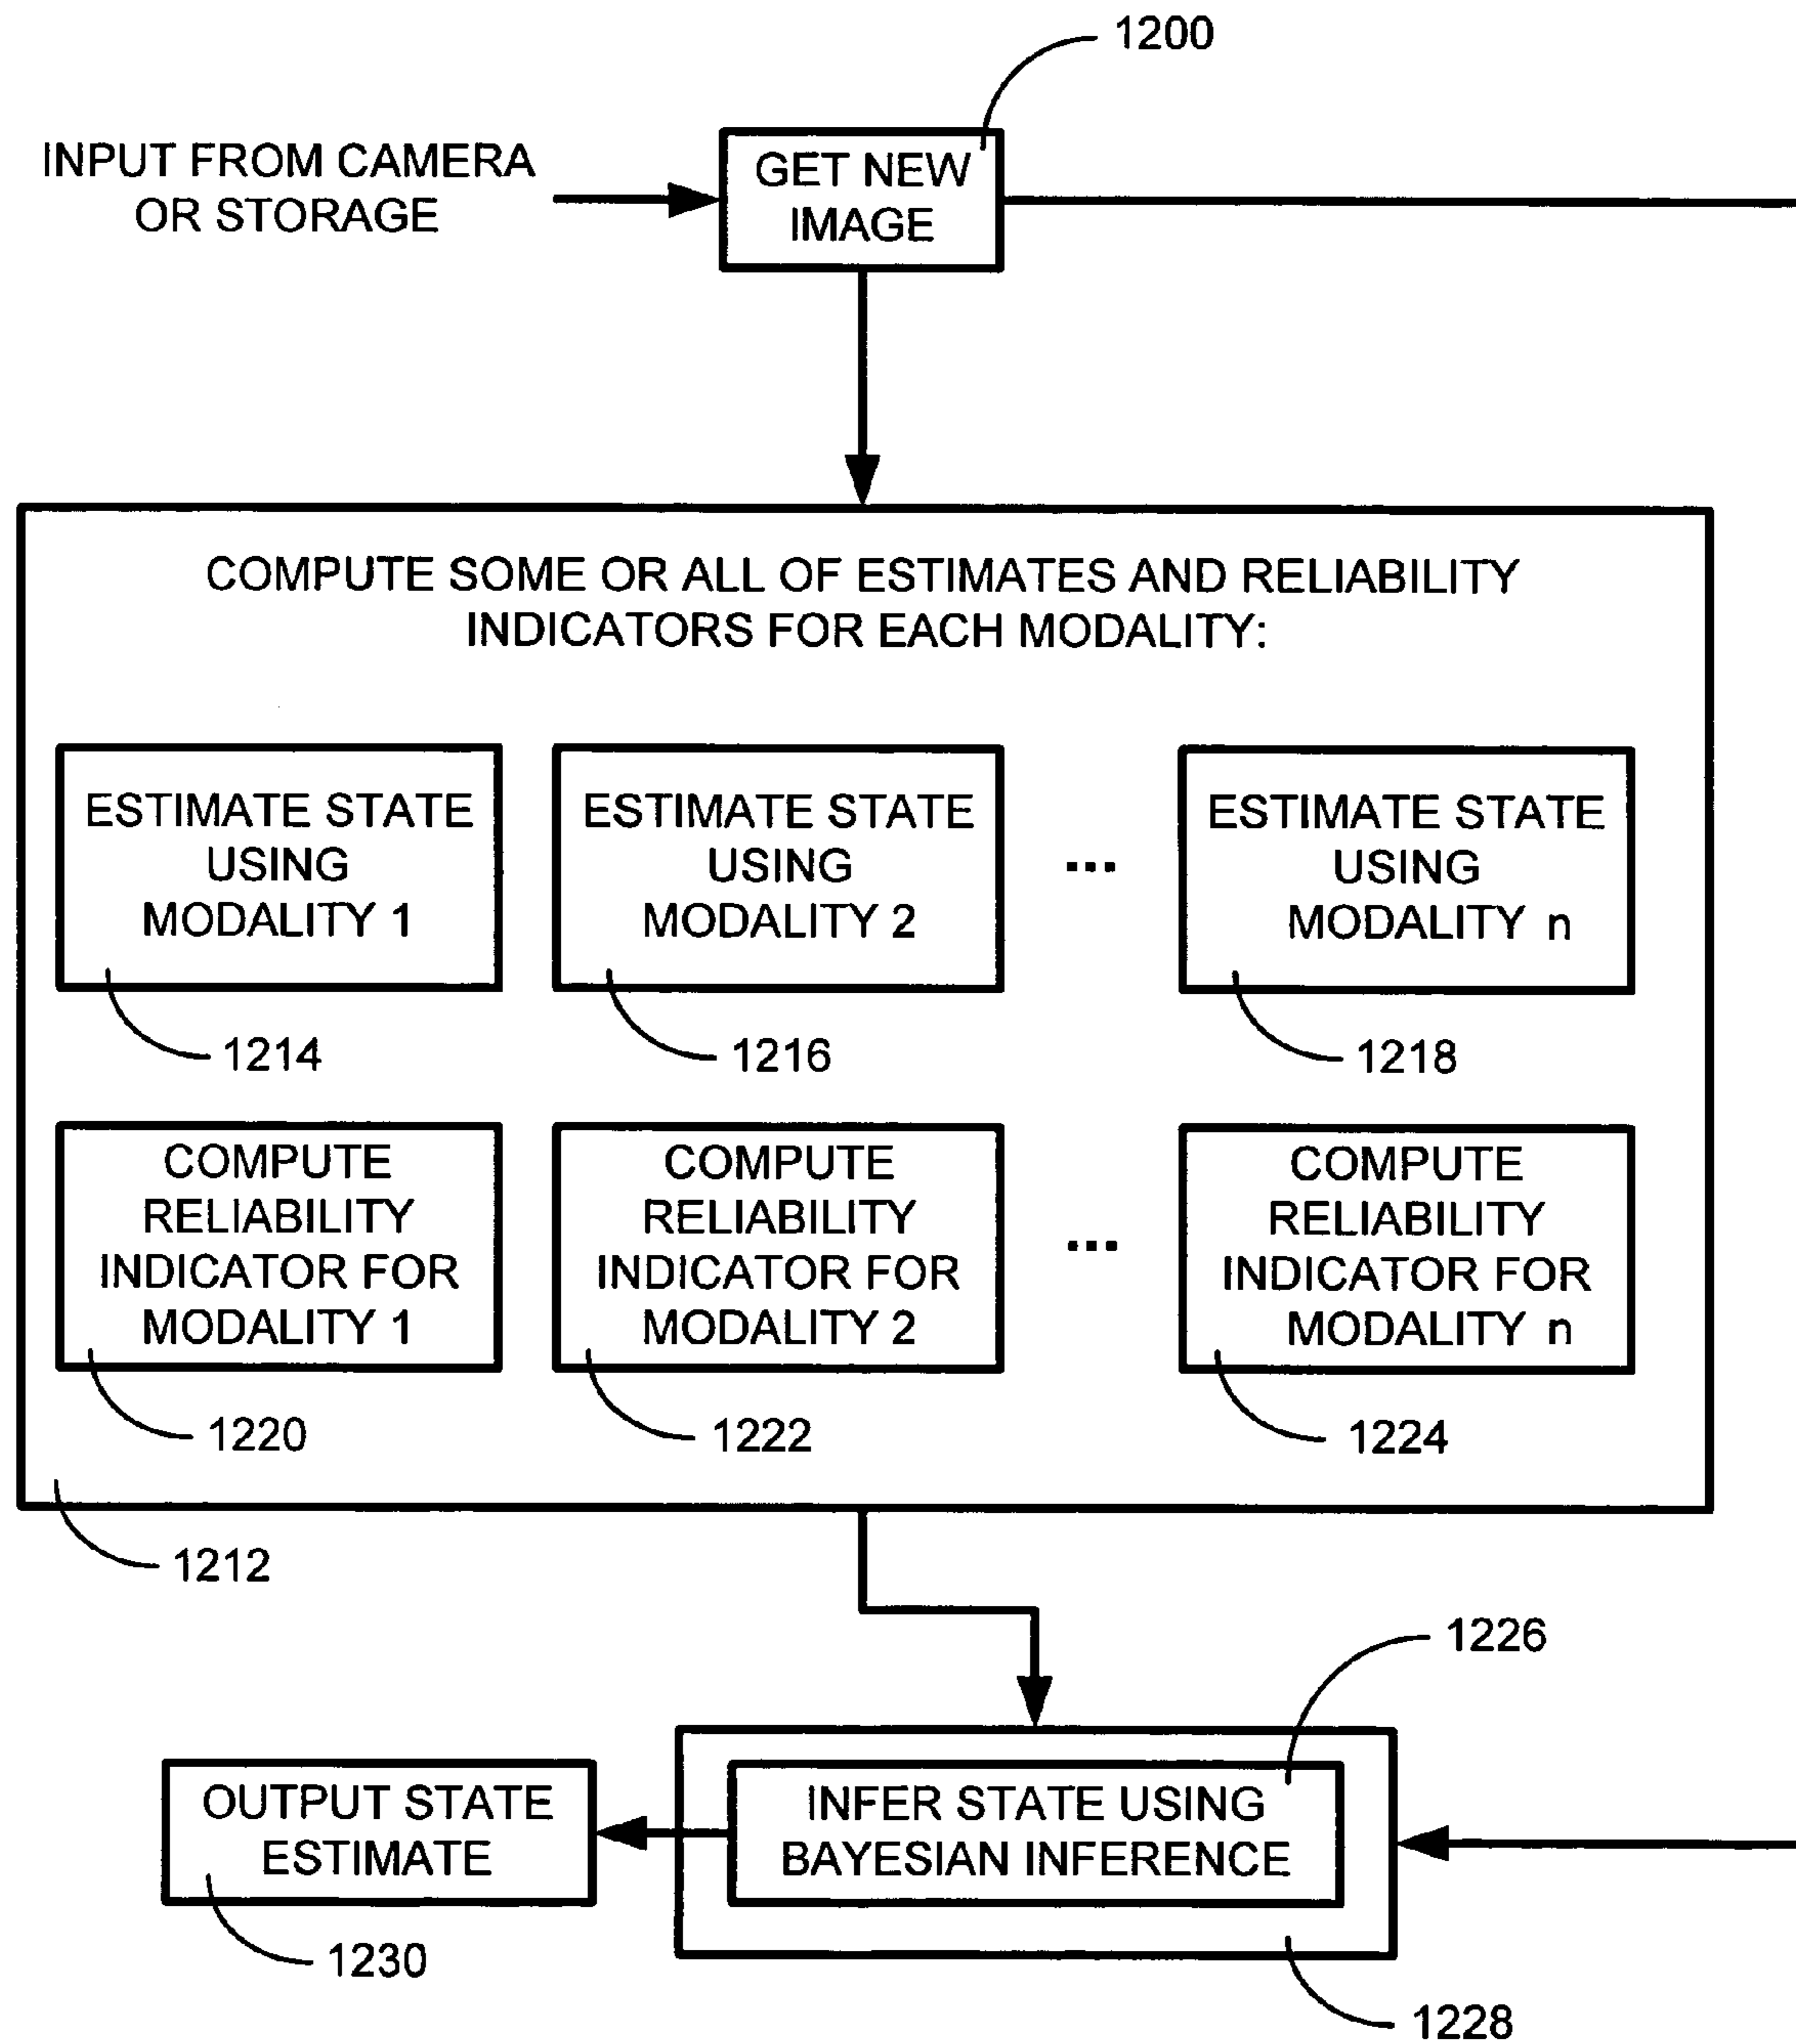 1200
INPUT FROM CAMERA
OR STORAGE
GET NEW
IMAGE
COMPUTE SOME OR ALL OF ESTIMATES AND RELIABILITY
INDICATORS FOR EACH MODALITY:
ESTIMATE STATE
USING
MODALITY 1
1214
ESTIMATE STATE
USING
MODALITY 2
1216
...
ESTIMATE STATE
USING
MODALITY n
1218
COMPUTE
RELIABILITY
INDICATOR FOR
MODALITY 1
1220
COMPUTE
RELIABILITY
INDICATOR FOR
MODALITY 2
1222
...
COMPUTE
RELIABILITY
INDICATOR FOR
MODALITY n
1224
1212
1226
OUTPUT STATE
ESTIMATE
1230
INFER STATE USING
BAYESIAN INFERENCE
1228